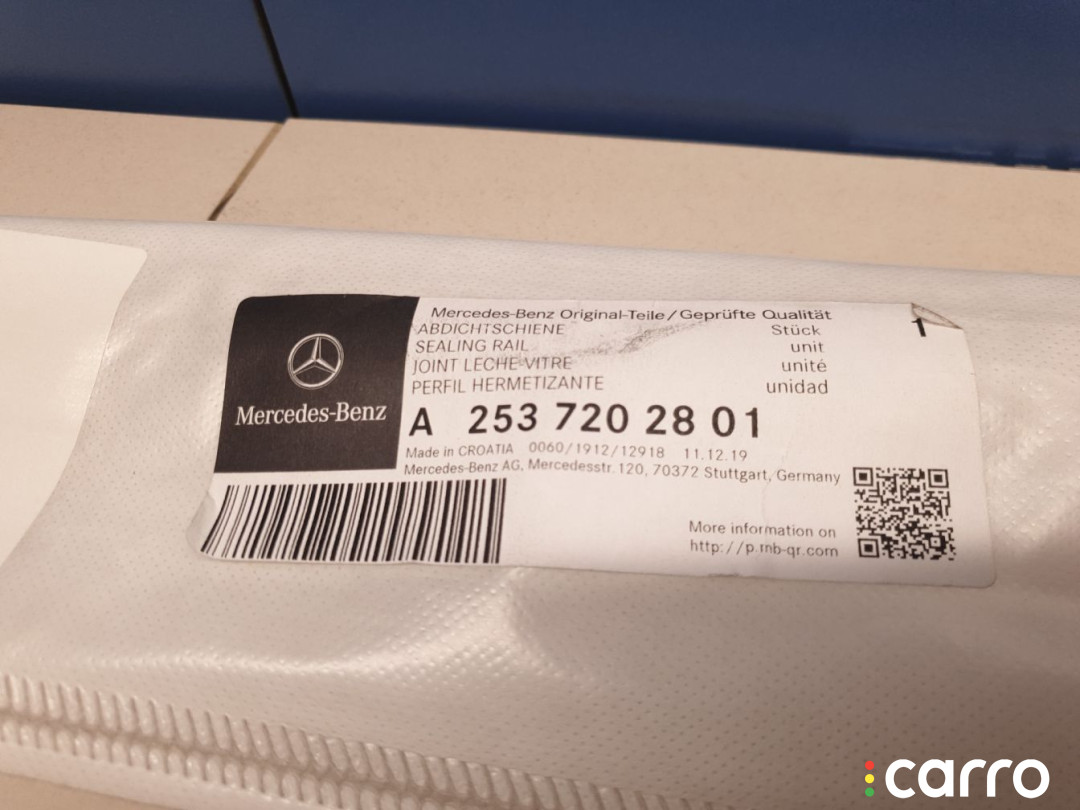 Mercedes-Benz
Mercedes-Benz Original-Teile/Geprüfte Qualität
ABDICHTSCHIENE Stück 1
SEALING RAIL unit
JOINT LECHE-VITRE unité
PERFIL HERMETIZANTE unidad
A 253 720 28 01
Made in CROATIA 0060/1912/12918 11.12.19
Mercedes-Benz AG, Mercedesstr.120, 70372 Stuttgart, Germany
More information on
http://p.mb-qr.com
carro